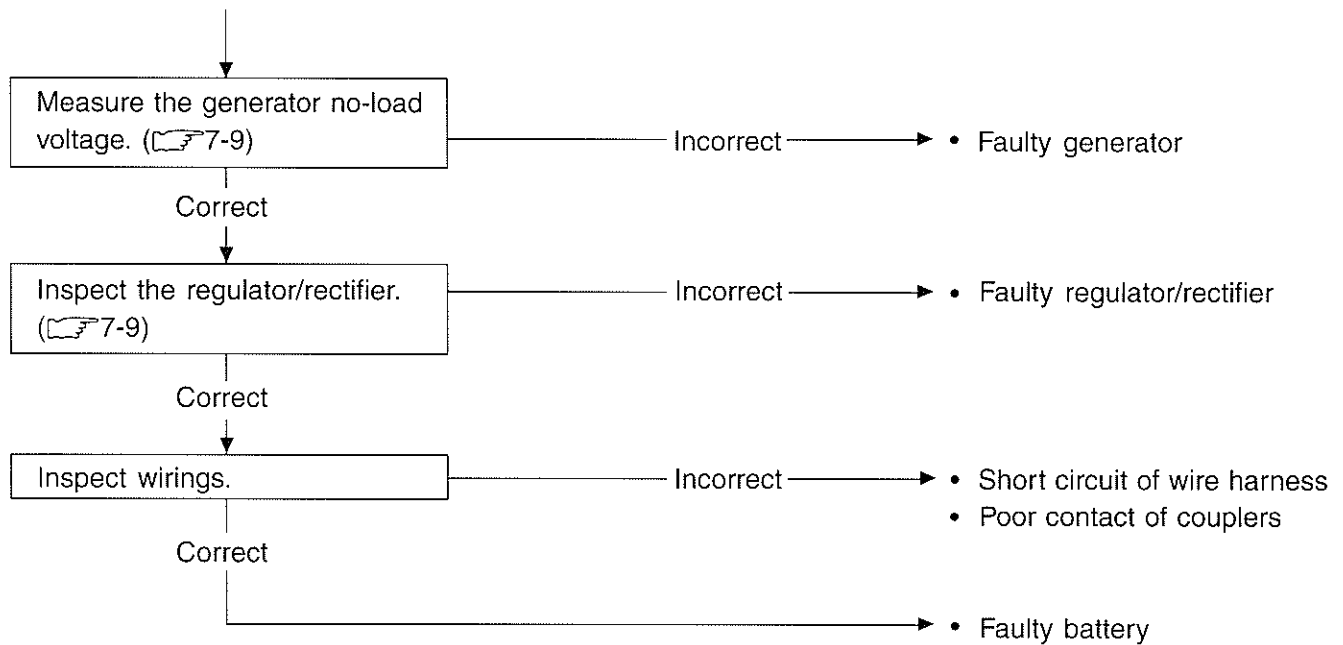 Measure the generator no-load
voltage. (☞7-9)
Incorrect
• Faulty generator
Correct
Inspect the regulator/rectifier.
(☞7-9)
Incorrect
• Faulty regulator/rectifier
Correct
Inspect wirings.
Incorrect
• Short circuit of wire harness
• Poor contact of couplers
Correct
• Faulty battery